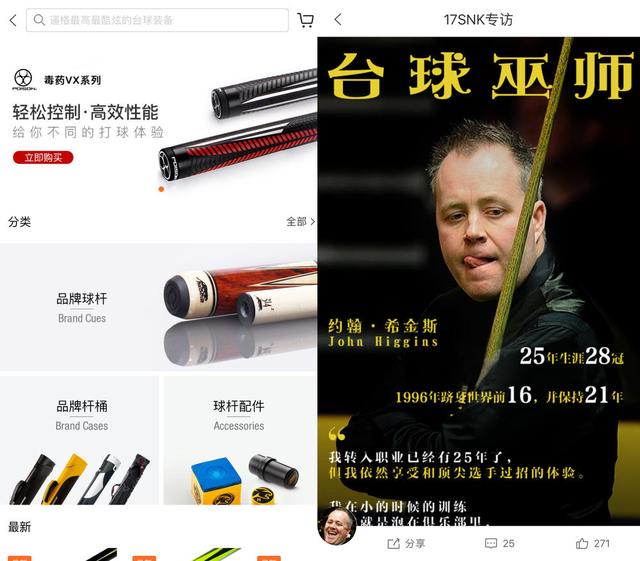 逼格最高最酷炫的台球装备
POISON
毒药VX系列
轻松控制·高效性能
给你不同的打球体验
立即购买
POISON
分类
全部
品牌球杆
Brand Cues
品牌杆桶
Brand Cases
球杆配件
Accessories
最新
17SNK专访
台球巫师
约翰·希金斯
John Higgins
25年生涯28冠
1996年跻身世界前16，并保持21年
“
我转入职业已经有25年了，
但我依然享受和顶尖选手过招的体验。
我在小的时候的训练
就是泡在俱乐部里，
分享
25
271